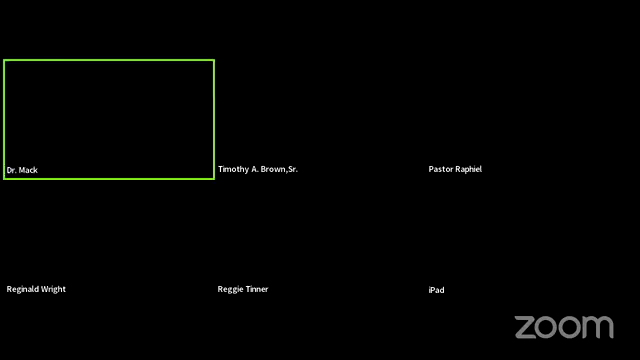 Dr. Mack
Timothy A. Brown,Sr.
Pastor Raphiel
Reginald Wright
Reggie Tinner
iPad
zoom